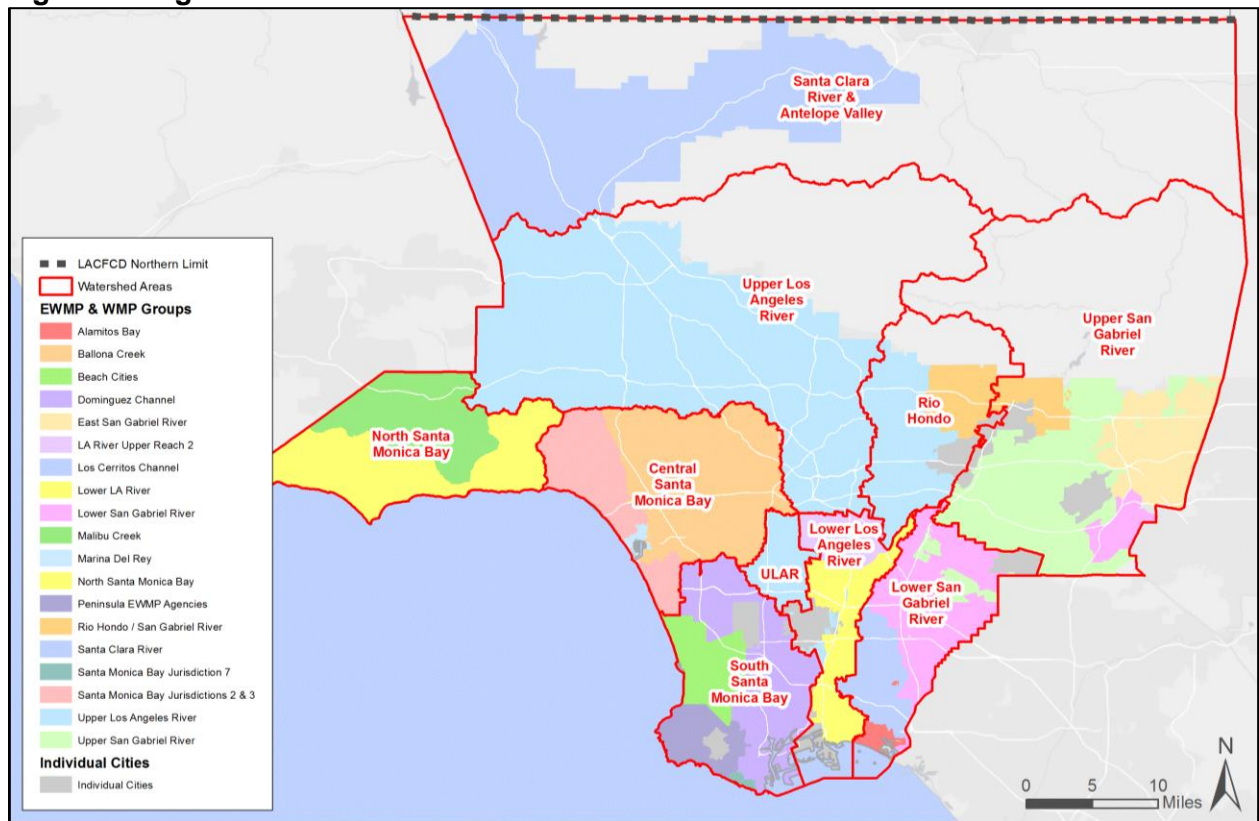 Santa Clara
River &
Antelope Valley
Upper Los
Angeles
River
Upper San
Gabriel
River
Rio
Hondo
North Santa
Monica Bay
Central
Santa
Monica Bay
Lower Los
Angeles
River
ULAR
Lower San
Gabriel
River
South
Santa
Monica Bay
LACFCD Northern Limit
Watershed Areas
EWMP & WMP Groups
Alamitos Bay
Ballona Creek
Beach Cities
Dominguez Channel
East San Gabriel River
LA River Upper Reach 2
Los Cerritos Channel
Lower LA River
Lower San Gabriel River
Malibu Creek
Marina Del Rey
North Santa Monica Bay
Peninsula EWMP Agencies
Rio Hondo / San Gabriel River
Santa Clara River
Santa Monica Bay Jurisdiction 7
Santa Monica Bay Jurisdictions 2 & 3
Upper Los Angeles River
Upper San Gabriel River
Individual Cities
Individual Cities
N
0 5 10
Miles